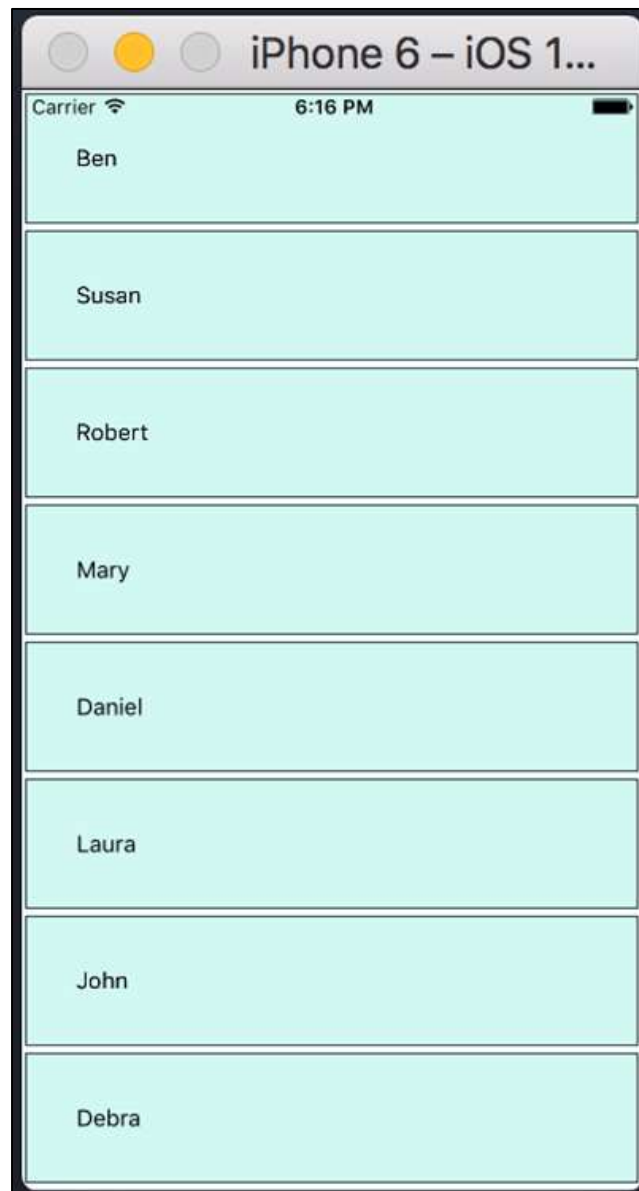 iPhone 6 – iOS 1...
Carrier 6:16 PM
Ben
Susan
Robert
Mary
Daniel
Laura
John
Debra